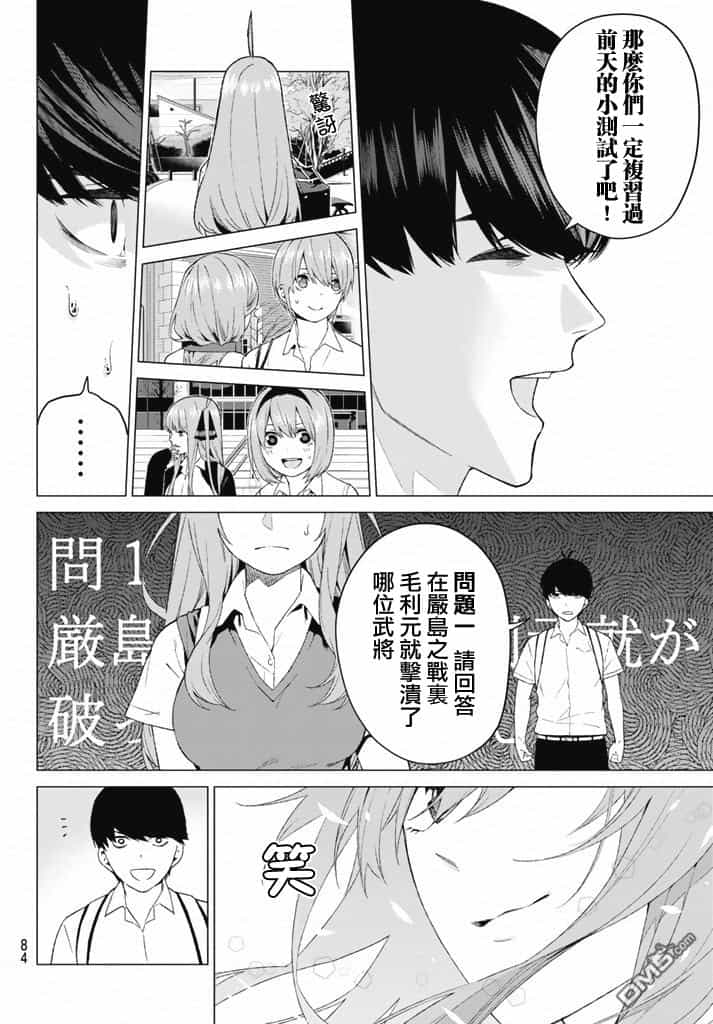 那麼你們一定複習過
前天的小測試了吧！
驚訝
……
問題一 請回答
在嚴島之戰裏
毛利元就擊潰了
哪位武將
問1
厳島
破
就が
笑
84